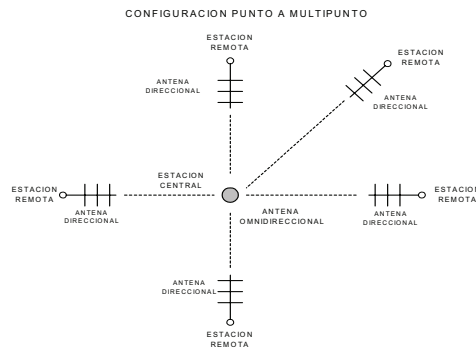 CONFIGURACION PUNTO A MULTIPUNTO
ESTACION
REMOTA
ESTACION
REMOTA
ANTENA
DIRECCIONAL
ANTENA
DIRECCIONAL
ESTACION
CENTRAL
ESTACION
REMOTA
ANTENA
DIRECCIONAL
ANTENA
OMNIDIRECCIONAL
ANTENA
DIRECCIONAL
ESTACION
REMOTA
ANTENA
DIRECCIONAL
ESTACION
REMOTA